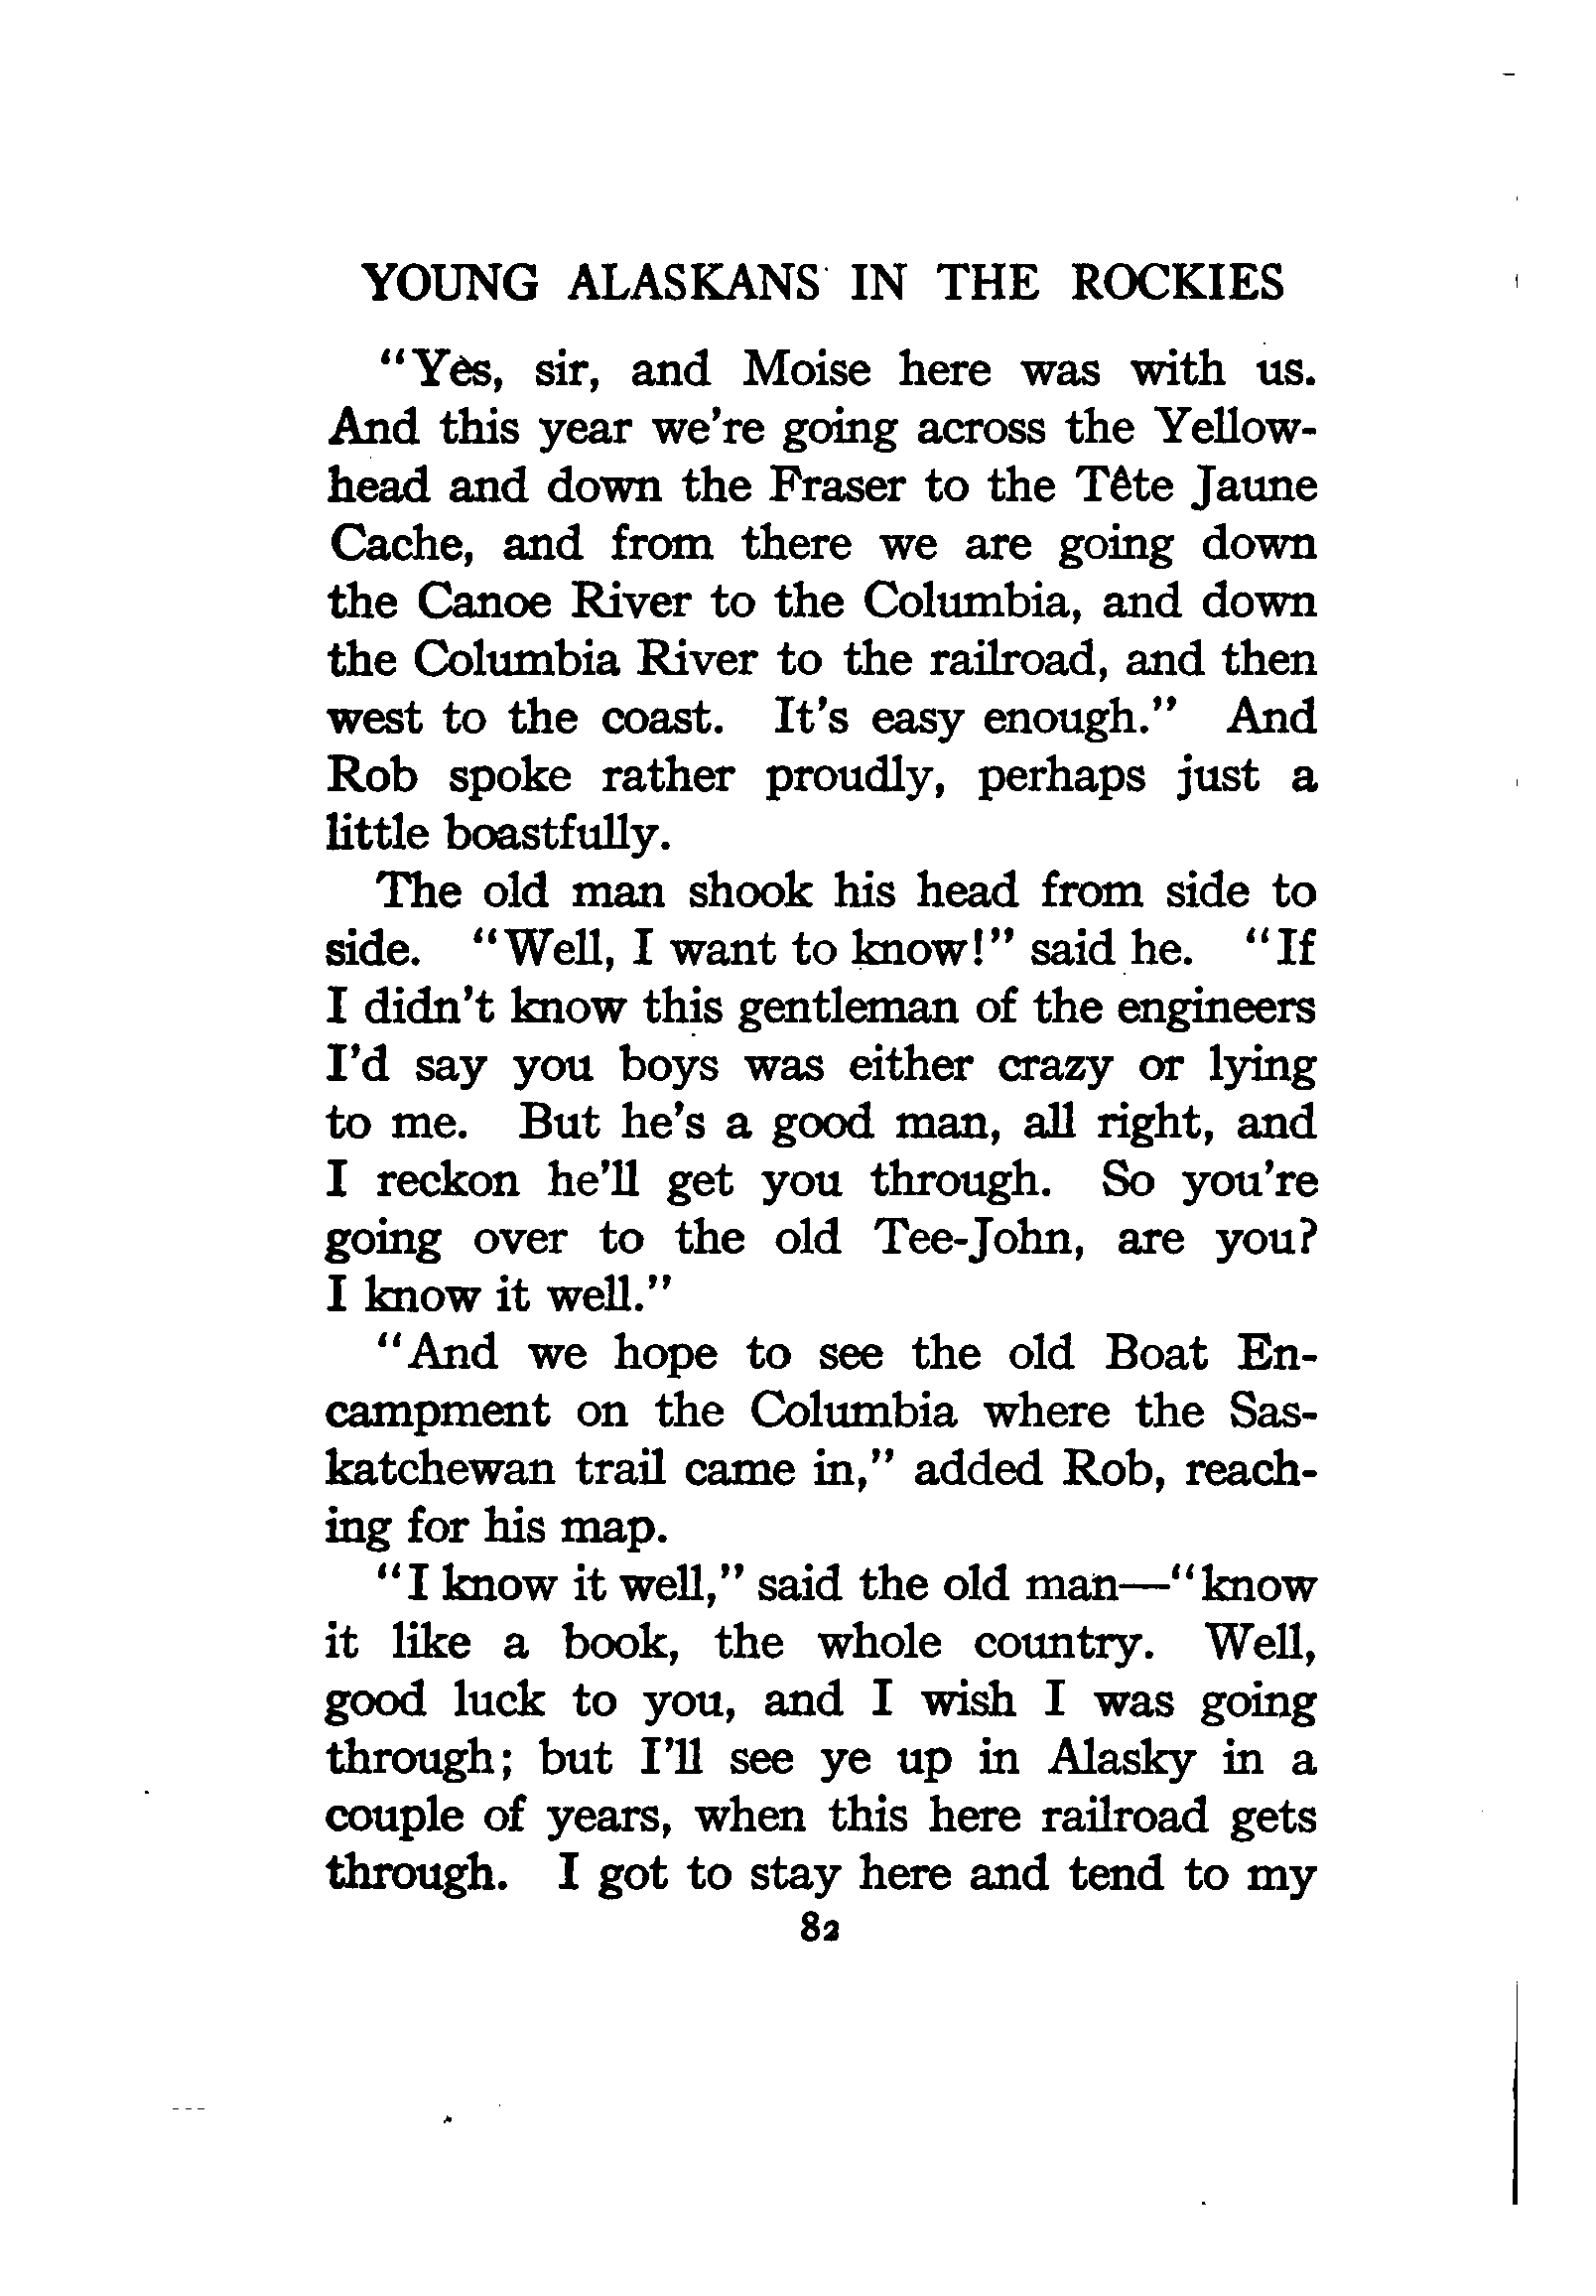 YOUNG ALASKANS IN THE ROCKIES
"Yes, sir, and Moise here was with us.
And this year we're going across the Yellow-
head and down the Fraser to the Tête Jaune
Cache, and from there we are going down
the Canoe River to the Columbia, and down
the Columbia River to the railroad, and then
west to the coast. It's easy enough." And
Rob spoke rather proudly, perhaps just a
little boastfully.
The old man shook his head from side to
side. "Well, I want to know!" said he. "If
I didn't know this gentleman of the engineers
I'd say you boys was either crazy or lying
to me. But he's a good man, all right, and
I reckon he'll get you through. So you're
going over to the old Tee-John, are you?
I know it well."
"And we hope to see the old Boat En-
campment on the Columbia where the Sas-
katchewan trail came in," added Rob, reach-
ing for his map.
"I know it well," said the old man—"know
it like a book, the whole country. Well,
good luck to you, and I wish I was going
through; but I'll see ye up in Alasky in a
couple of years, when this here railroad gets
through. I got to stay here and tend to my
82